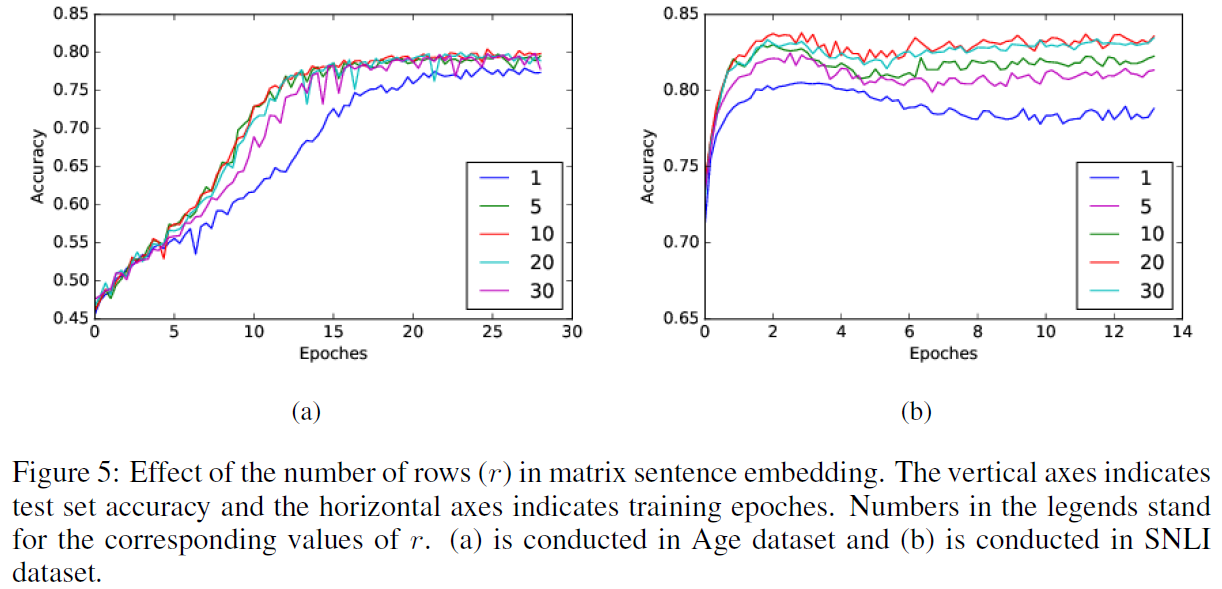 0.85
0.80
0.75
0.70
0.65
0.60
0.55
0.50
0.45
Accuracy
0 5 10 15 20 25 30
Epoches
1
5
10
20
30
(a)
0.85
0.80
0.75
0.70
0.65
Accuracy
0 2 4 6 8 10 12 14
Epoches
1
5
10
20
30
(b)
Figure 5: Effect of the number of rows (r) in matrix sentence embedding. The vertical axes indicates
test set accuracy and the horizontal axes indicates training epoches. Numbers in the legends stand
for the corresponding values of r. (a) is conducted in Age dataset and (b) is conducted in SNLI
dataset.